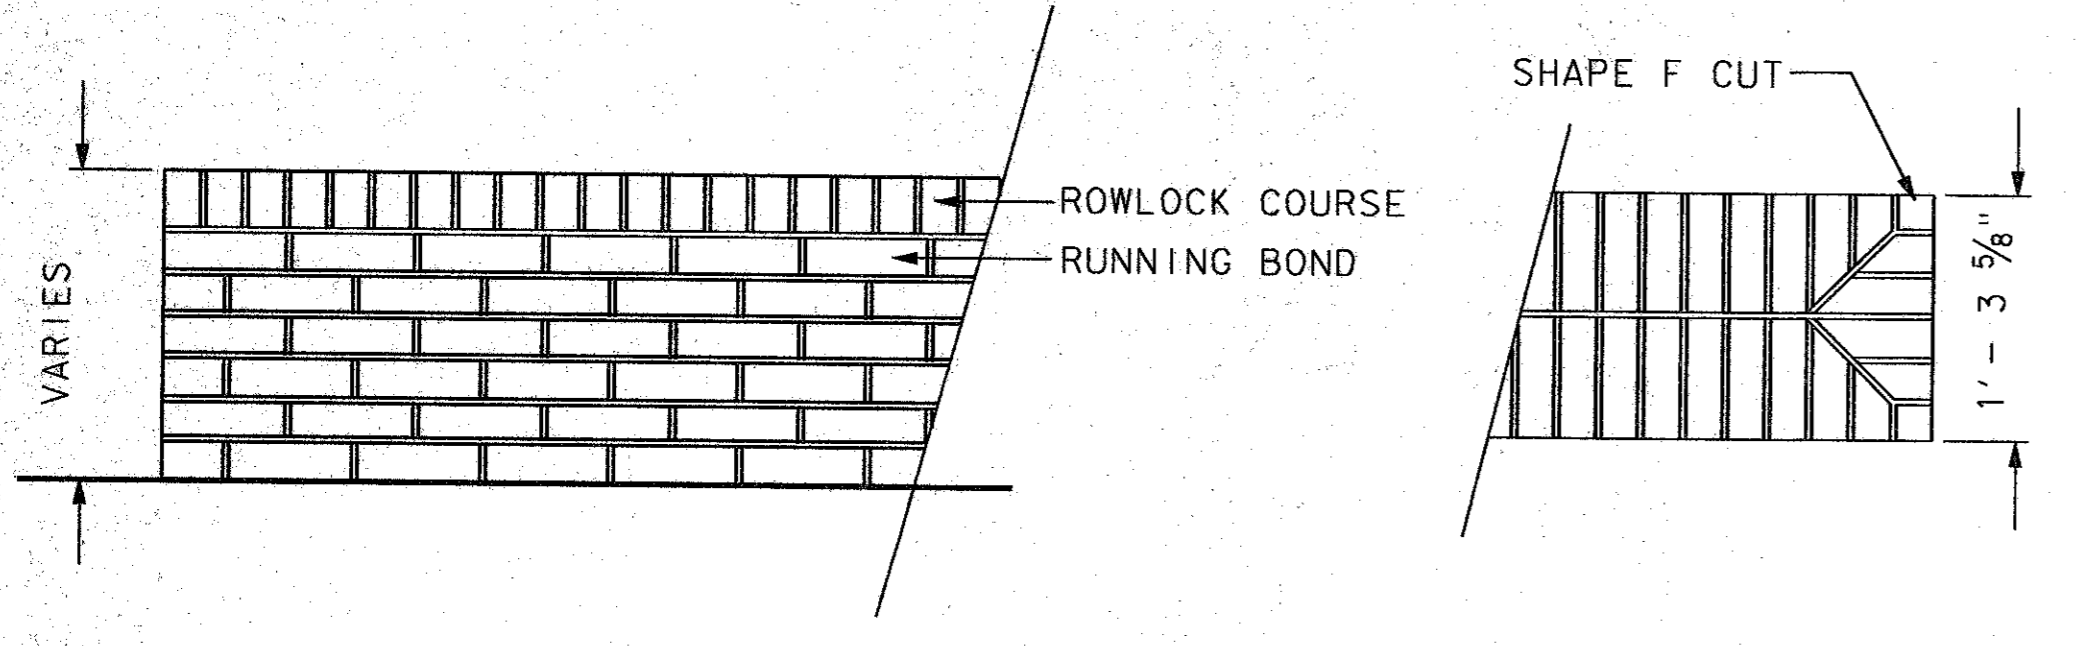 SHAPE F CUT
ROWLOCK COURSE
RUNNING BOND
VARIES
1'-3 5/8"